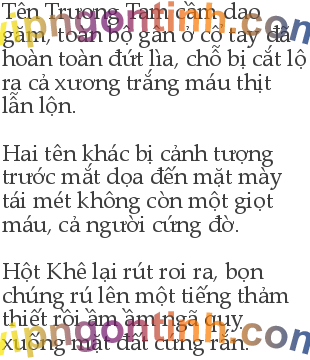 Tên Trương Tam cầm dao
găm, toàn bộ gân ở cổ tay đã
hoàn toàn đứt lìa, chỗ bị cắt lộ
ra cả xương trắng máu thịt
lẫn lộn.
Hai tên khác bị cảnh tượng
trước mắt dọa đến mặt mày
tái mét không còn một giọt
máu, cả người cứng đờ.
Hột Khê lại rút roi ra, bọn
chúng rú lên một tiếng thảm
thiết rồi ầm ầm ngã quỵ
xuống mặt đất cứng rắn.
vipngontinh.com
vipngontinh.com